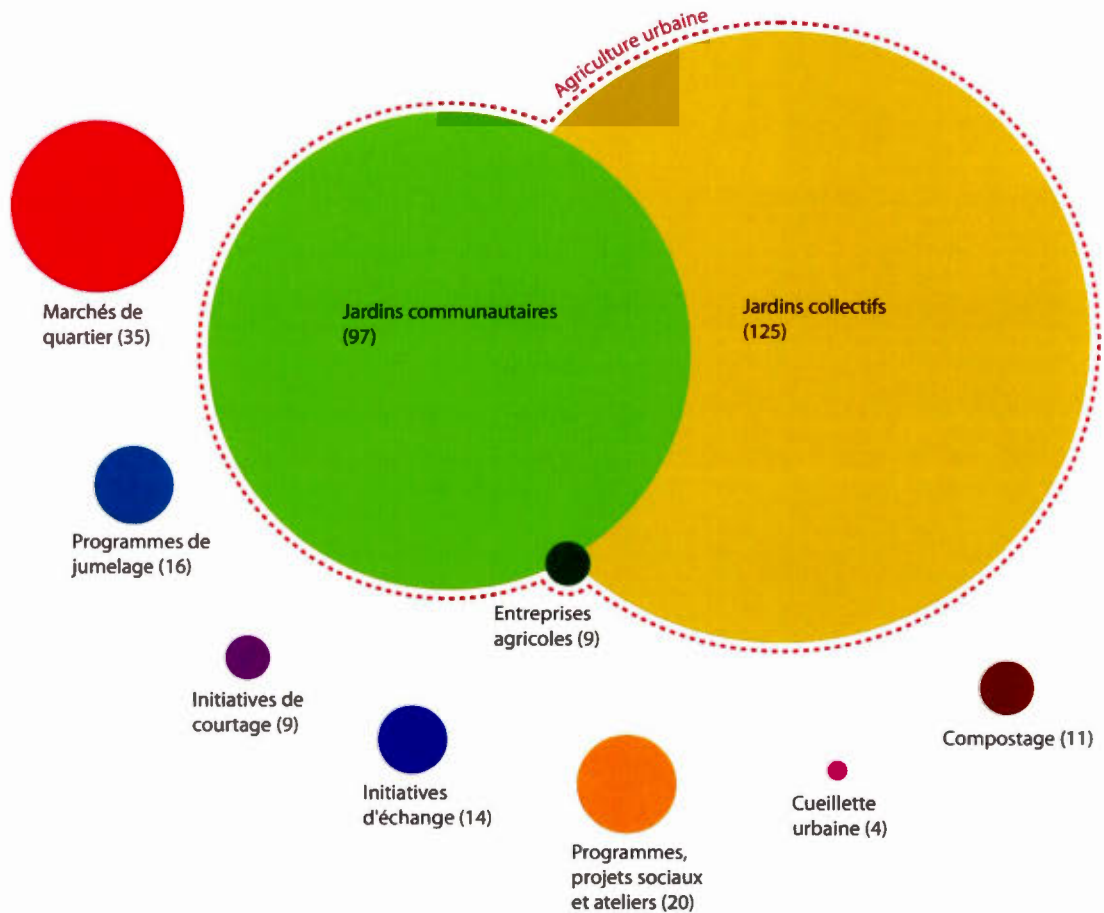 Agriculture urbaine
Marchés de
quartier (35)
Jardins communautaires
(97)
Jardins collectifs
(125)
Programmes de
jumelage (16)
Entreprises
agricoles (9)
Initiatives de
courtage (9)
Compostage (11)
Initiatives
d'échange (14)
Cueillette
urbaine (4)
Programmes,
projets sociaux
et ateliers (20)